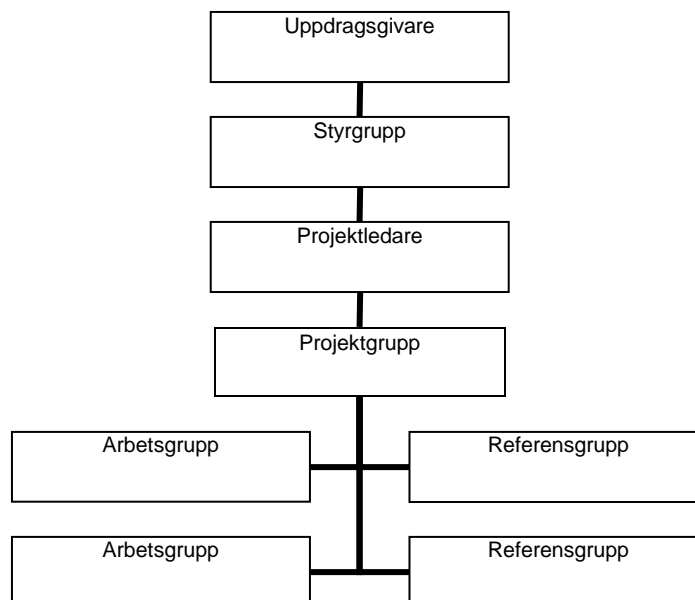 Uppdragsgivare
Styrgrupp
Projektledare
Projektgrupp
Arbetsgrupp
Referensgrupp
Arbetsgrupp
Referensgrupp